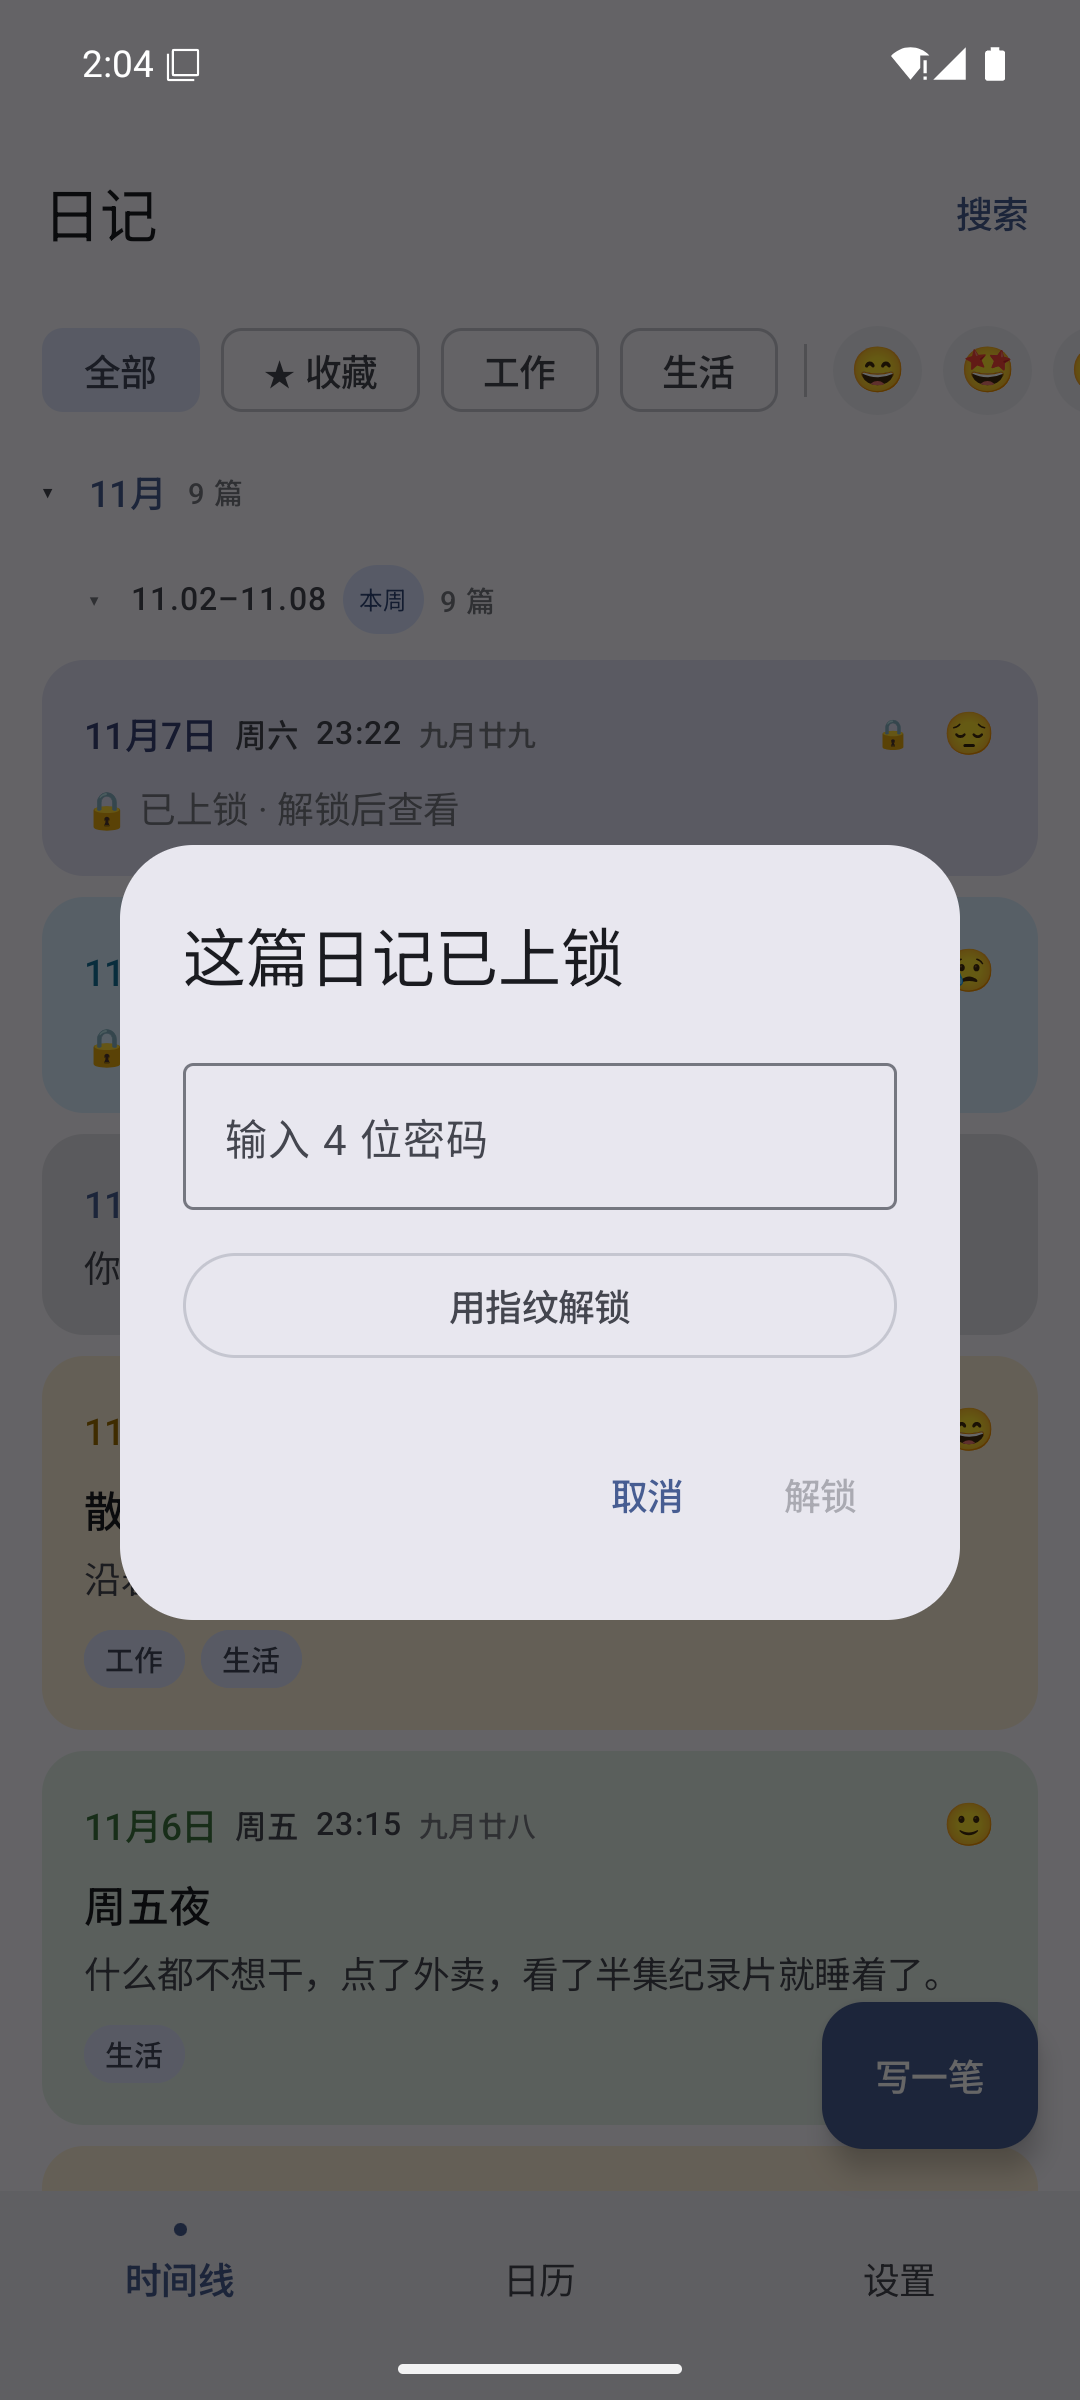 2:04
日记
搜索
全部
★ 收藏
工作
生活
11月 9 篇
11.02–11.08 本周 9 篇
11月7日 周六 23:22 九月廿九
已上锁 · 解锁后查看
这篇日记已上锁
11
输入 4 位密码
11
你
用指纹解锁
11
取消
解锁
散
沿
工作 生活
11月6日 周五 23:15 九月廿八
周五夜
什么都不想干，点了外卖，看了半集纪录片就睡着了。
生活
写一笔
时间线
日历
设置